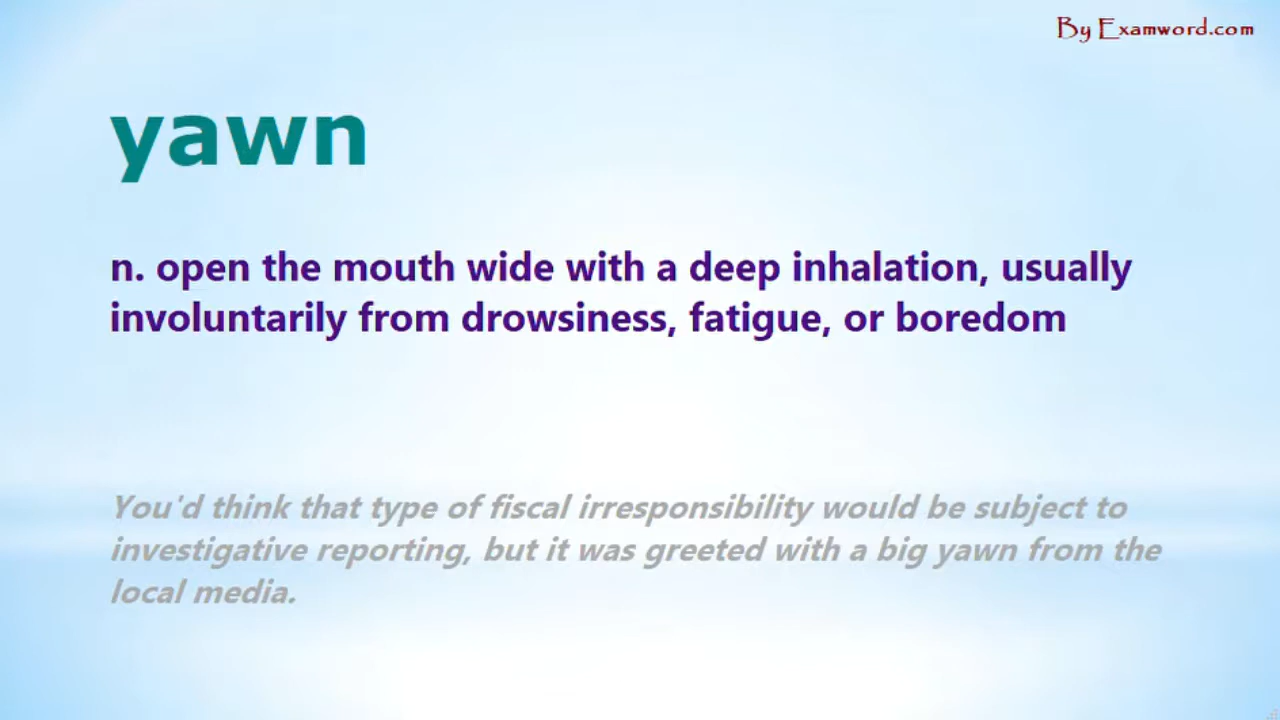 By Examword.com
yawn
n. open the mouth wide with a deep inhalation, usually
involuntarily from drowsiness, fatigue, or boredom
You'd think that type of fiscal irresponsibility would be subject to
investigative reporting, but it was greeted with a big yawn from the
local media.